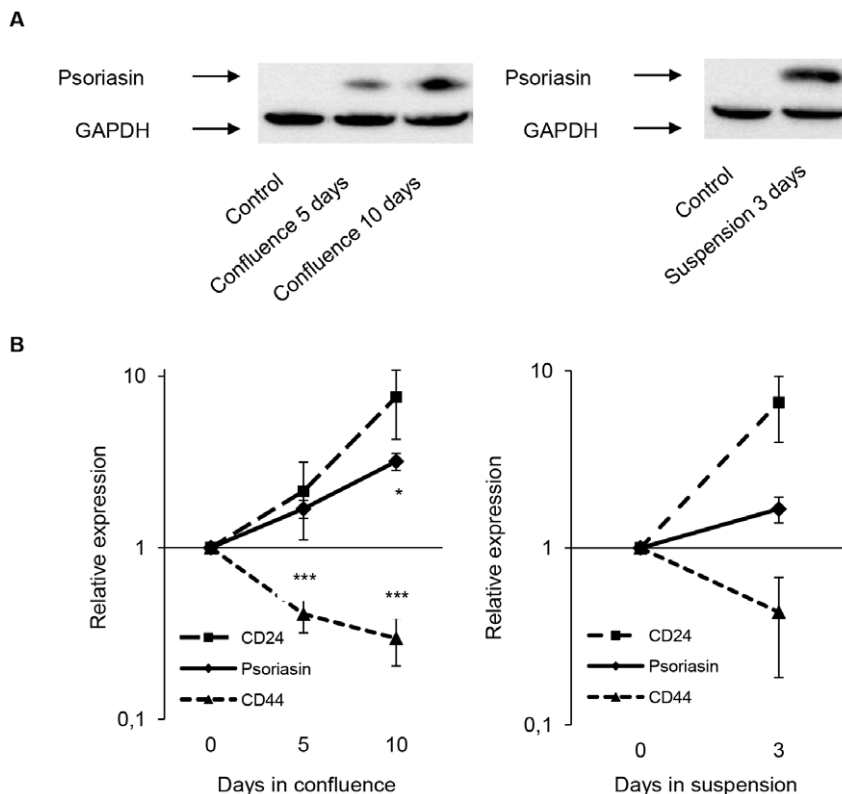 A
Psoriasin
GAPDH
Control
Confluence 5 days
Confluence 10 days
Psoriasin
GAPDH
Control
Suspension 3 days
B
10
1
0,1
Relative expression
***
***
*
CD24
Psoriasin
CD44
0
5
10
Days in confluence
10
1
0,1
Relative expression
CD24
Psoriasin
CD44
0
3
Days in suspension